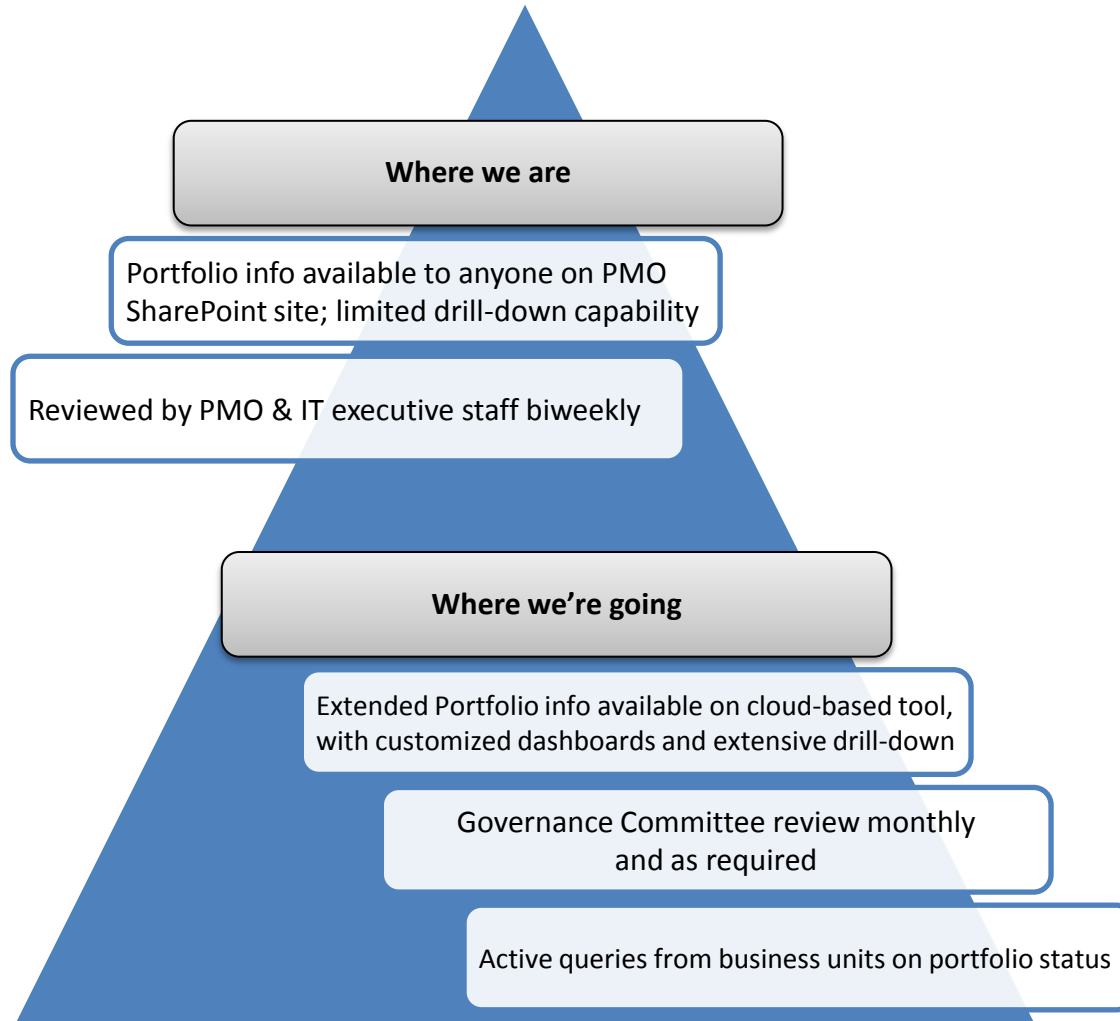 Where we are
Portfolio info available to anyone on PMO
SharePoint site; limited drill-down capability
Reviewed by PMO & IT executive staff biweekly
Where we’re going
Extended Portfolio info available on cloud-based tool,
with customized dashboards and extensive drill-down
Governance Committee review monthly
and as required
Active queries from business units on portfolio status